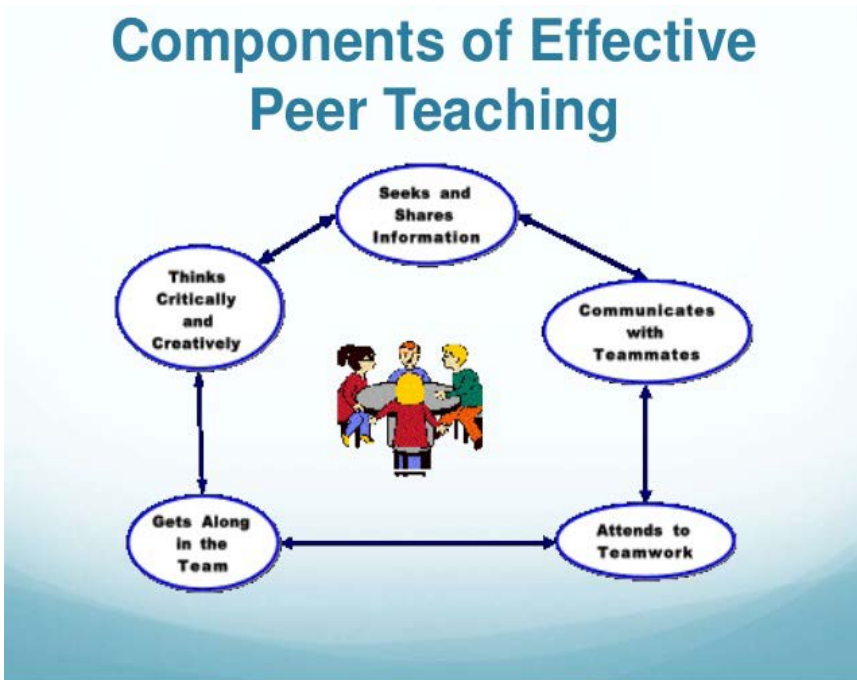 Components of Effective
Peer Teaching
Seeks and
Shares
Information
Thinks
Critically
and
Creatively
Communicates
with
Teammates
Gets Along
in the
Team
Attends to
Teamwork